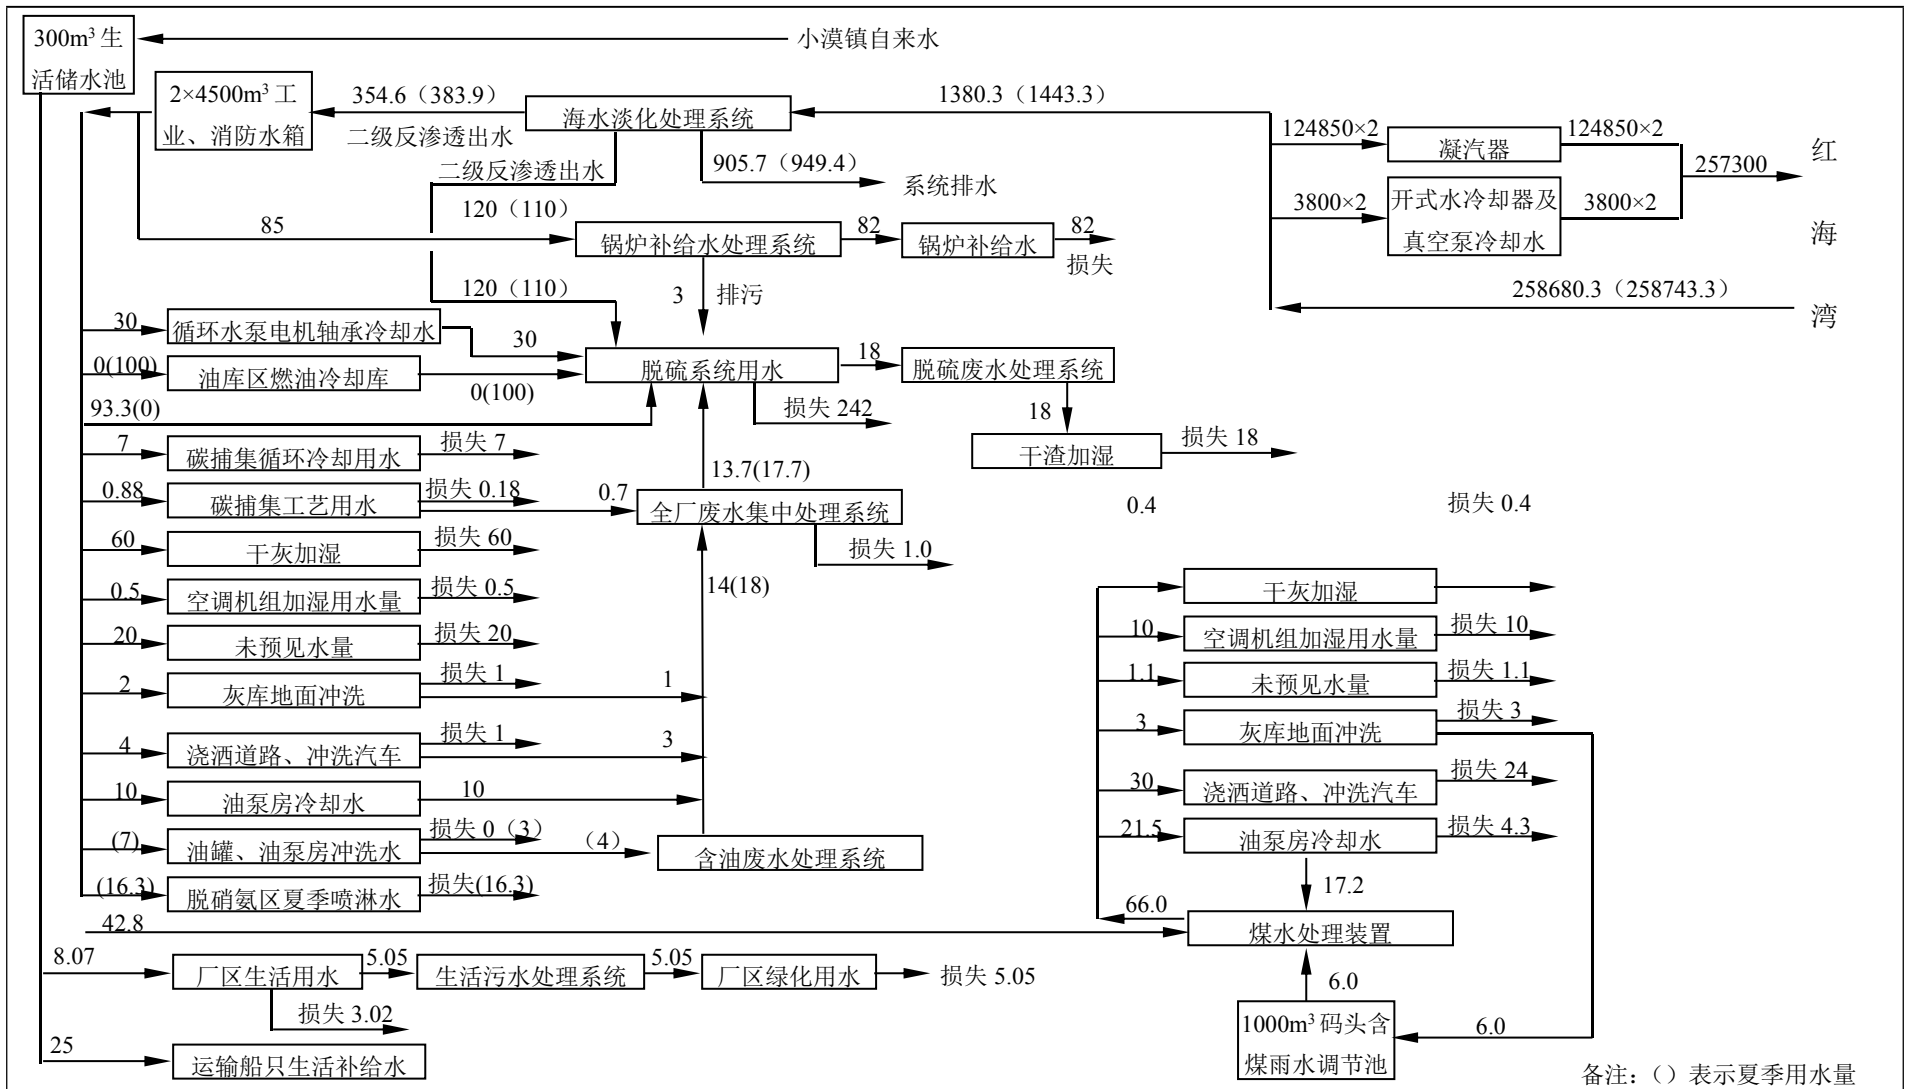 300m³ 生
活储水池
小漠镇自来水
2×4500m³ 工
业、消防水箱
354.6（383.9）
二级反渗透出水
海水淡化处理系统
1380.3（1443.3）
二级反渗透出水
905.7（949.4）
系统排水
124850×2
凝汽器
124850×2
257300
3800×2
开式水冷却器及
真空泵冷却水
3800×2
红
海
湾
258680.3（258743.3）
120（110）
85
锅炉补给水处理系统
82
锅炉补给水
82
损失
120（110）
3
排污
30
循环水泵电机轴承冷却水
30
0(100)
油库区燃油冷却库
0(100)
脱硫系统用水
18
脱硫废水处理系统
93.3(0)
损失 242
18
干渣加湿
损失 18
7
碳捕集循环冷却用水
损失 7
13.7(17.7)
0.88
碳捕集工艺用水
损失 0.18
0.7
全厂废水集中处理系统
0.4
损失 0.4
60
干灰加湿
损失 60
损失 1.0
0.5
空调机组加湿用水量
损失 0.5
14(18)
20
未预见水量
损失 20
2
灰库地面冲洗
损失 1
1
4
浇洒道路、冲洗汽车
损失 1
3
10
油泵房冷却水
10
(7)
油罐、油泵房冲洗水
损失 0（3）
（4）
含油废水处理系统
(16.3)
脱硝氨区夏季喷淋水
损失(16.3)
干灰加湿
10
空调机组加湿用水量
损失 10
1.1
未预见水量
损失 1.1
3
灰库地面冲洗
损失 3
30
浇洒道路、冲洗汽车
损失 24
21.5
油泵房冷却水
损失 4.3
17.2
66.0
42.8
煤水处理装置
8.07
厂区生活用水
5.05
生活污水处理系统
5.05
厂区绿化用水
损失 5.05
损失 3.02
6.0
1000m³ 码头含
煤雨水调节池
6.0
25
运输船只生活补给水
备注：（）表示夏季用水量